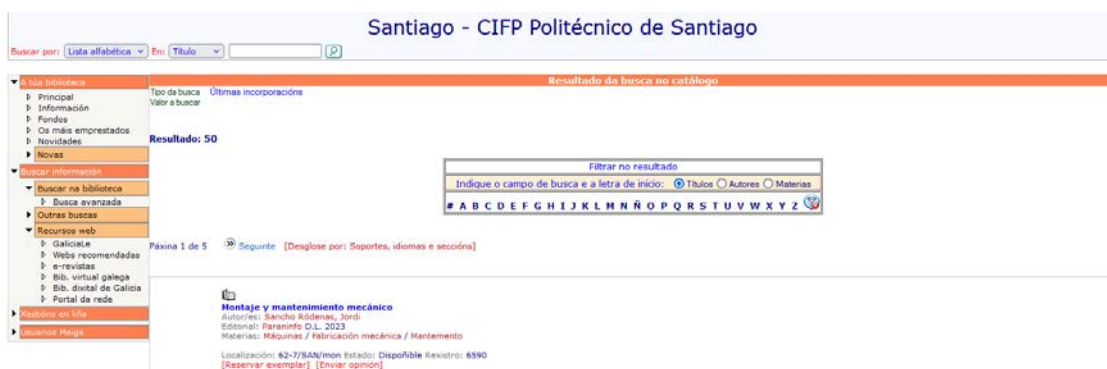 Santiago - CIFP Politécnico de Santiago
Buscar por: Lista alfabética En: Título
A túa biblioteca
Principal
Información
Fondos
Os máis emprestados
Novidades
Novas
Buscar información
Buscar na biblioteca
Busca avanzada
Outras buscas
Recursos web
GaliciaLe
Webs recomendadas
e-revistas
Bib. virtual galega
Bib. dixital de Galicia
Portal da rede
Xestións en liña
Usuarios Meiga
Resultado da busca no catálogo
Tipo da busca Últimas incorporacións
Valor a buscar
Resultado: 50
Filtrar no resultado
Indique o campo de busca e a letra de inicio: Títulos Autores Materias
# A B C D E F G H I J K L M N Ñ O P Q R S T U V W X Y Z
Páxina 1 de 5 Seguinte [Desglose por: Soportes, idiomas e seccións]
Montaje y mantenimiento mecánico
Autor/es: Sancho Ródenas, Jordi
Editorial: Paraninfo D.L. 2023
Materias: Máquinas / Fabricación mecánica / Mantemento
Localización: 62-7/SAN/mon Estado: Dispoñible Rexistro: 6590
[Reservar exemplar] [Enviar opinión]